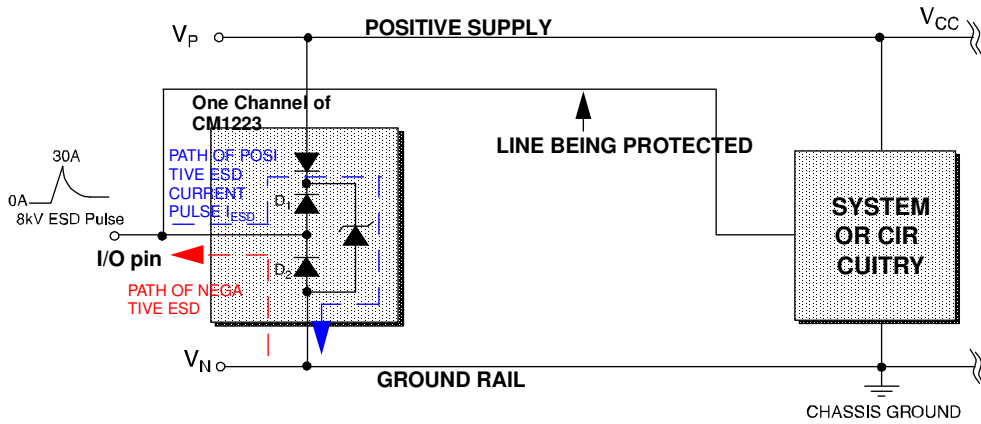 V_P
POSITIVE SUPPLY
V_CC
One Channel of
CM1223
LINE BEING PROTECTED
30A
0A
8kV ESD Pulse
PATH OF POSI
TIVE ESD
CURRENT
PULSE I_ESD
D_1
D_2
I/O pin
PATH OF NEGA
TIVE ESD
SYSTEM
OR CIR
CUITRY
V_N
GROUND RAIL
CHASSIS GROUND